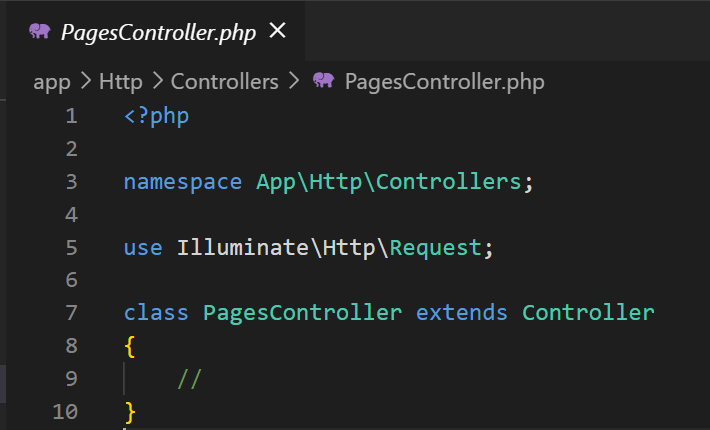 PagesController.php
app > Http > Controllers > PagesController.php
1 <?php
2
3 namespace App\Http\Controllers;
4
5 use Illuminate\Http\Request;
6
7 class PagesController extends Controller
8 {
9 //
10 }